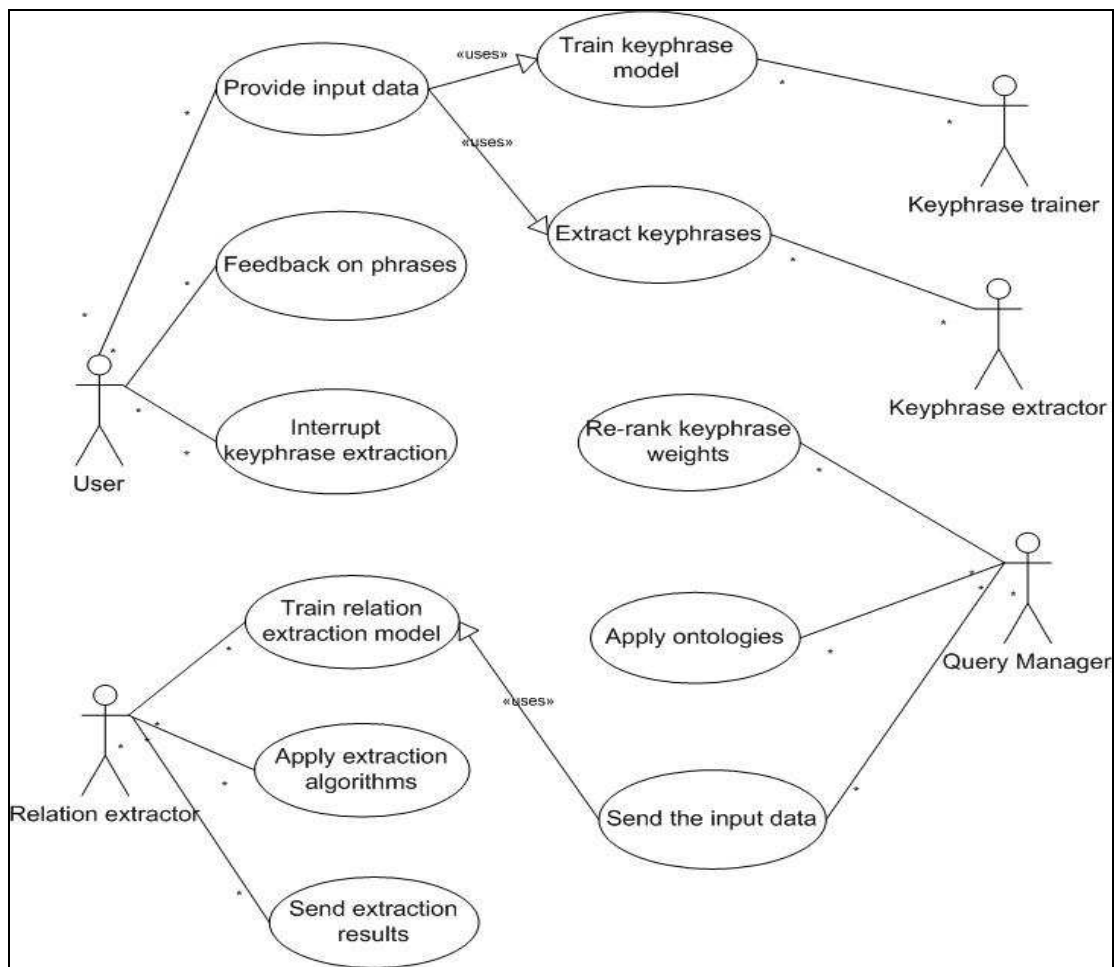 Train keyphrase
model
«uses»
Provide input data
*
*
«uses»
*
Keyphrase trainer
Extract keyphrases
Feedback on phrases
*
*
*
*
*
Keyphrase extractor
*
Interrupt
keyphrase extraction
*
Re-rank keyphrase
weights
*
User
Train relation
extraction model
*
*
*
Apply ontologies
*
*
Query Manager
«uses»
*
*
*
Apply extraction
algorithms
*
*
Relation extractor
Send the input data
*
Send extraction
results